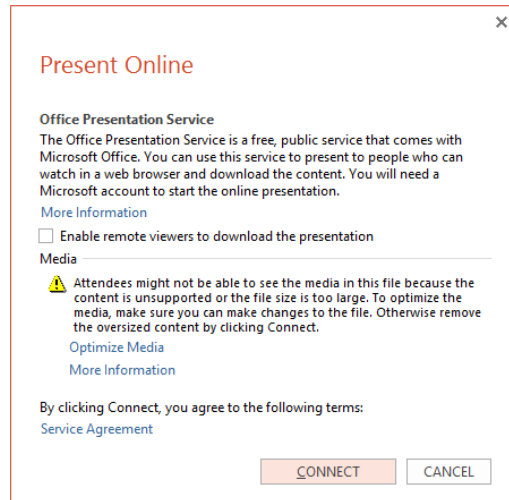 Present Online
Office Presentation Service
The Office Presentation Service is a free, public service that comes with
Microsoft Office. You can use this service to present to people who can
watch in a web browser and download the content. You will need a
Microsoft account to start the online presentation.
More Information
Enable remote viewers to download the presentation
Media
Attendees might not be able to see the media in this file because the
content is unsupported or the file size is too large. To optimize the
media, make sure you can make changes to the file. Otherwise remove
the oversized content by clicking Connect.
Optimize Media
More Information
By clicking Connect, you agree to the following terms:
Service Agreement
CONNECT CANCEL